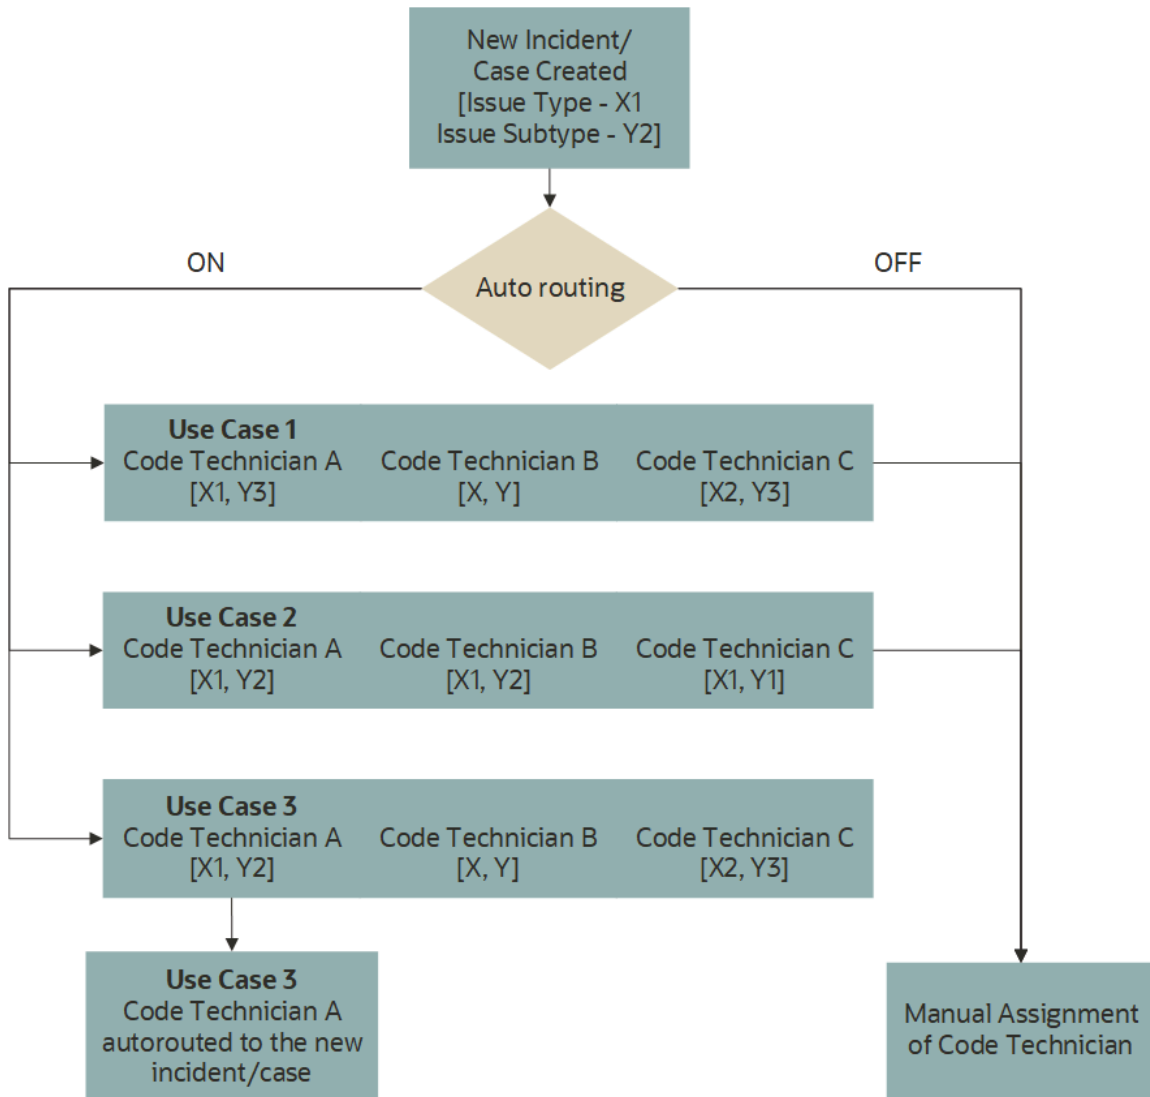 New Incident/
Case Created
[Issue Type - X1
Issue Subtype - Y2]
ON
OFF
Auto routing
Use Case 1
Code Technician A
[X1, Y3]
Code Technician B
[X, Y]
Code Technician C
[X2, Y3]
Use Case 2
Code Technician A
[X1, Y2]
Code Technician B
[X1, Y2]
Code Technician C
[X1, Y1]
Use Case 3
Code Technician A
[X1, Y2]
Code Technician B
[X, Y]
Code Technician C
[X2, Y3]
Use Case 3
Code Technician A
autorouted to the new
incident/case
Manual Assignment
of Code Technician